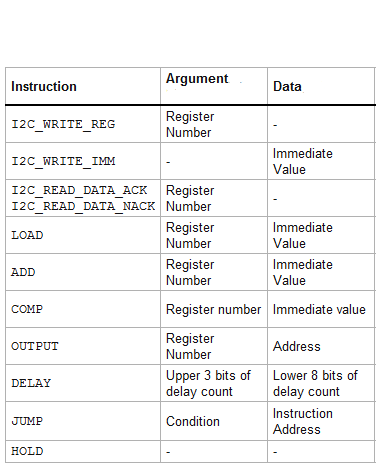 Instruction Argument Data
I2C_WRITE_REG Register Number -
I2C_WRITE_IMM - Immediate Value
I2C_READ_DATA_ACK
I2C_READ_DATA_NACK Register Number -
LOAD Register Number Immediate Value
ADD Register Number Immediate Value
COMP Register number Immediate value
OUTPUT Register Number Address
DELAY Upper 3 bits of delay count Lower 8 bits of delay count
JUMP Condition Instruction Address
HOLD - -